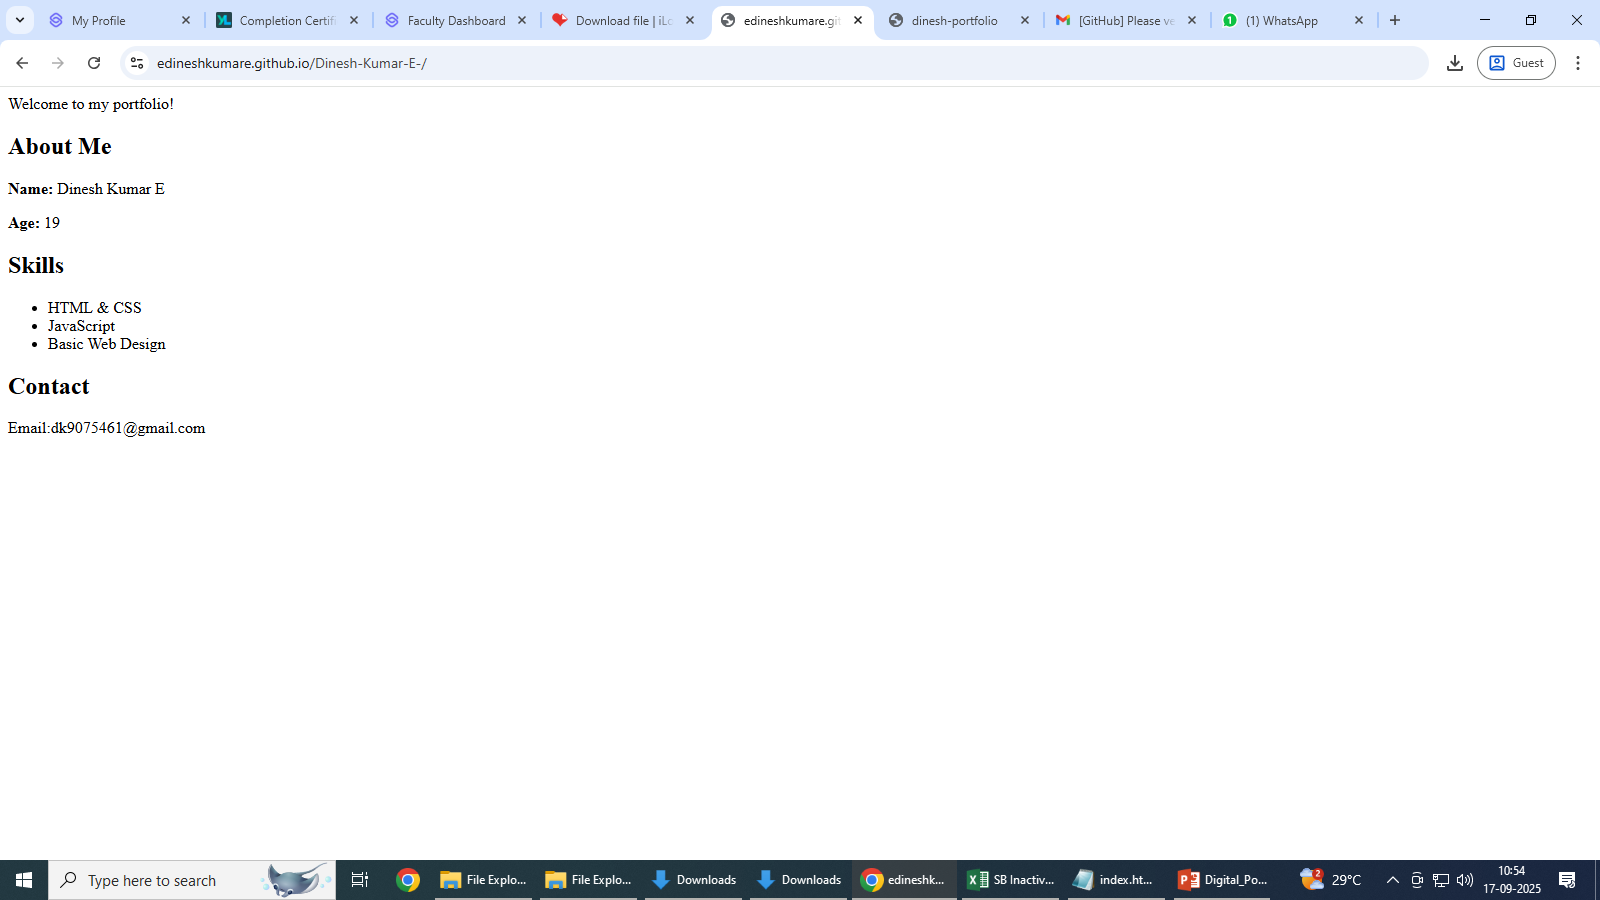 My Profile
Completion Certifi
Faculty Dashboard
Download file | iLo
edineshkumare.git
dinesh-portfolio
[GitHub] Please ve
(1) WhatsApp
edineshkumare.github.io/Dinesh-Kumar-E-/
Guest
Welcome to my portfolio!
About Me
Name: Dinesh Kumar E
Age: 19
Skills
• HTML & CSS
• JavaScript
• Basic Web Design
Contact
Email:dk9075461@gmail.com
Type here to search
File Explo...
File Explo...
Downloads
Downloads
edineshk...
SB Inactiv...
index.ht...
Digital_Po...
2
29°C
10:54
17-09-2025